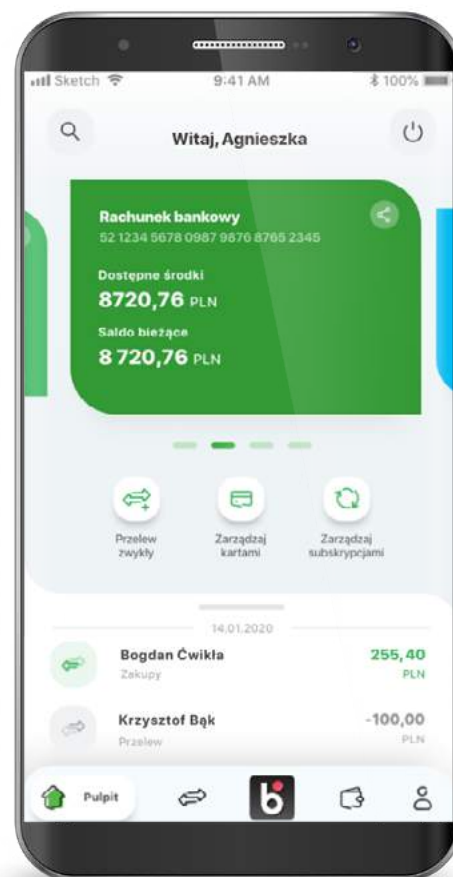 Sketch 9:41 AM 100%
Witaj, Agnieszka
Rachunek bankowy
52 1234 5678 0987 9876 8765 2345
Dostępne środki
8720,76 PLN
Saldo bieżące
8 720,76 PLN
Przelew
zwykły
Zarządzaj
kartami
Zarządzaj
subskrypcjami
14.01.2020
Bogdan Ćwikła 255,40
Zakupy PLN
Krzysztof Bąk -100,00
Przelew PLN
Pulpit b